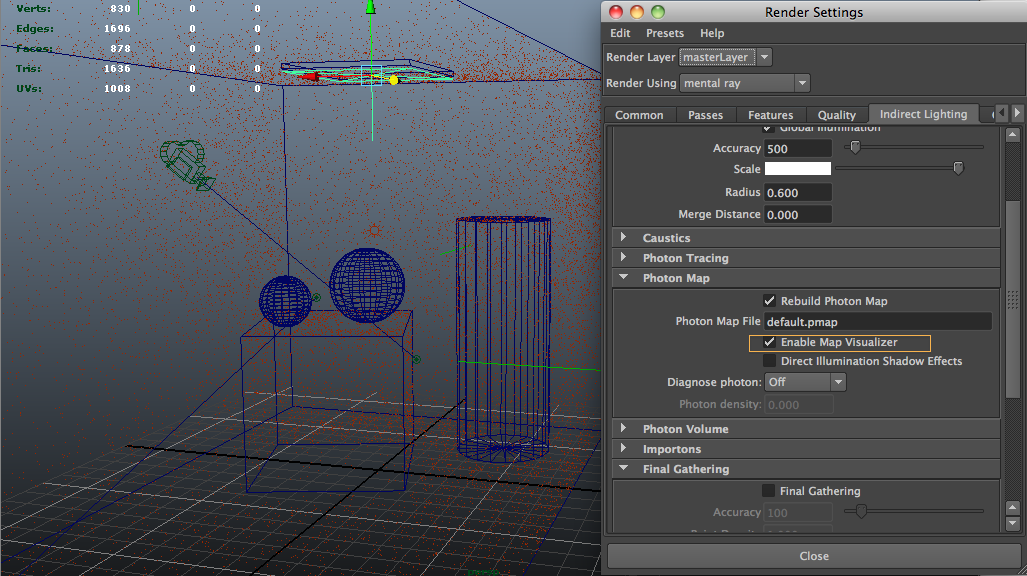 Verts: 830 0 0
Edges: 1696 0 0
Faces: 878 0 0
Tris: 1636 0 0
UVs: 1008 0 0
Render Settings
Edit Presets Help
Render Layer masterLayer
Render Using mental ray
Common Passes Features Quality Indirect Lighting
Global Illumination
Accuracy 500
Scale
Radius 0.600
Merge Distance 0.000
Caustics
Photon Tracing
Photon Map
Rebuild Photon Map
Photon Map File default.pmap
Enable Map Visualizer
Direct Illumination Shadow Effects
Diagnose photon: Off
Photon density: 0.000
Photon Volume
Importons
Final Gathering
Final Gathering
Accuracy 100
Close